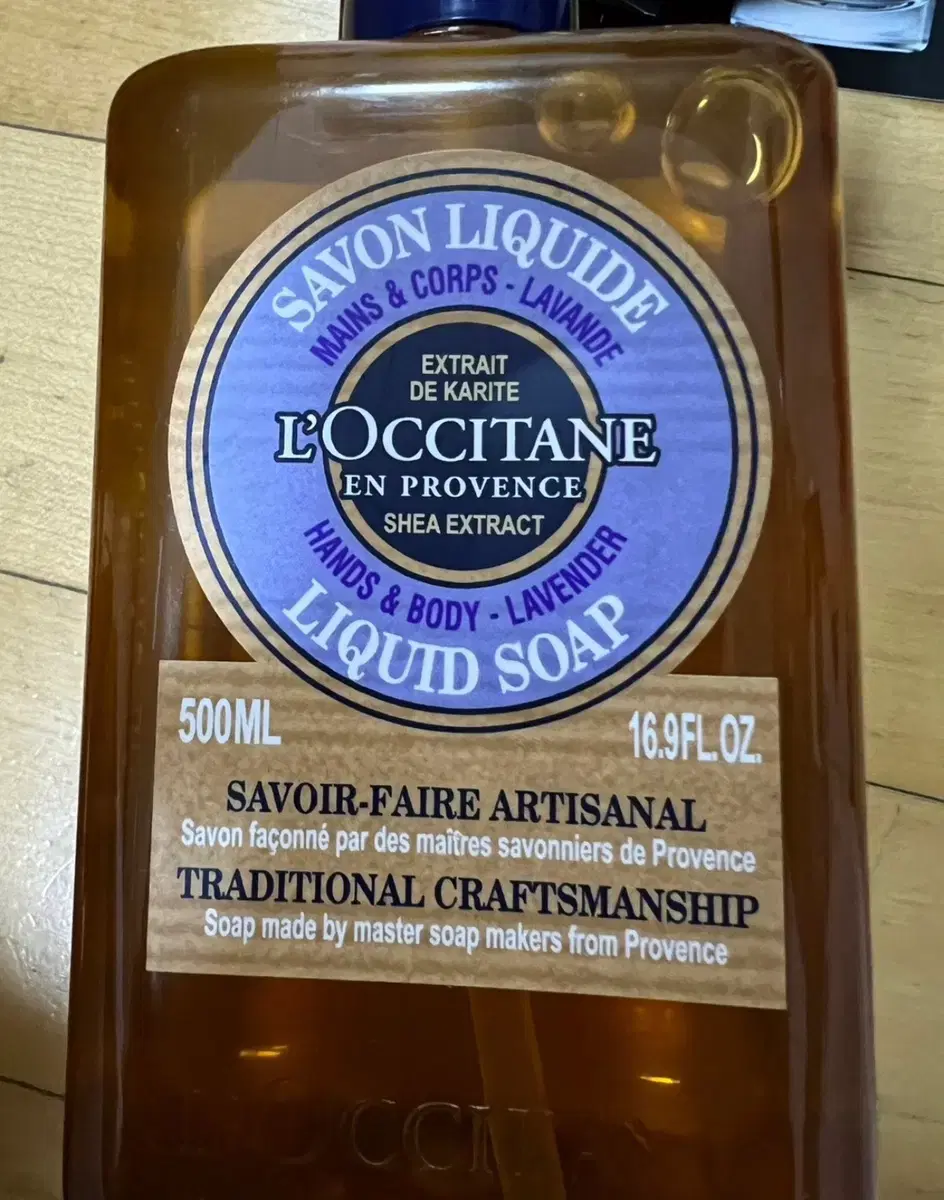 SAVON LIQUIDE
MAINS & CORPS - LAVANDE
EXTRAIT
DE KARITE
L'OCCITANE
EN PROVENCE
SHEA EXTRACT
HANDS & BODY - LAVENDER
LIQUID SOAP
500ML 16.9FL.OZ.
SAVOIR-FAIRE ARTISANAL
Savon façonné par des maîtres savonniers de Provence
TRADITIONAL CRAFTSMANSHIP
Soap made by master soap makers from Provence